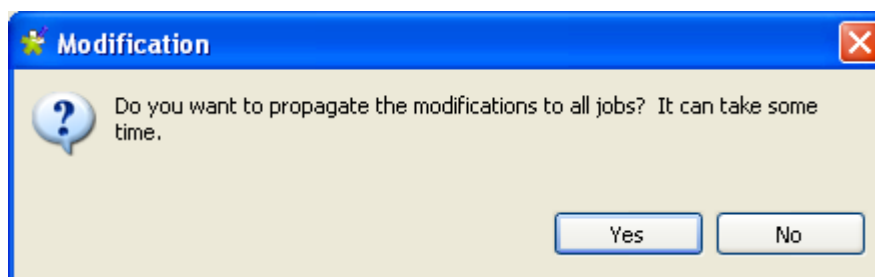 Modification
Do you want to propagate the modifications to all jobs? It can take some
time.
Yes No